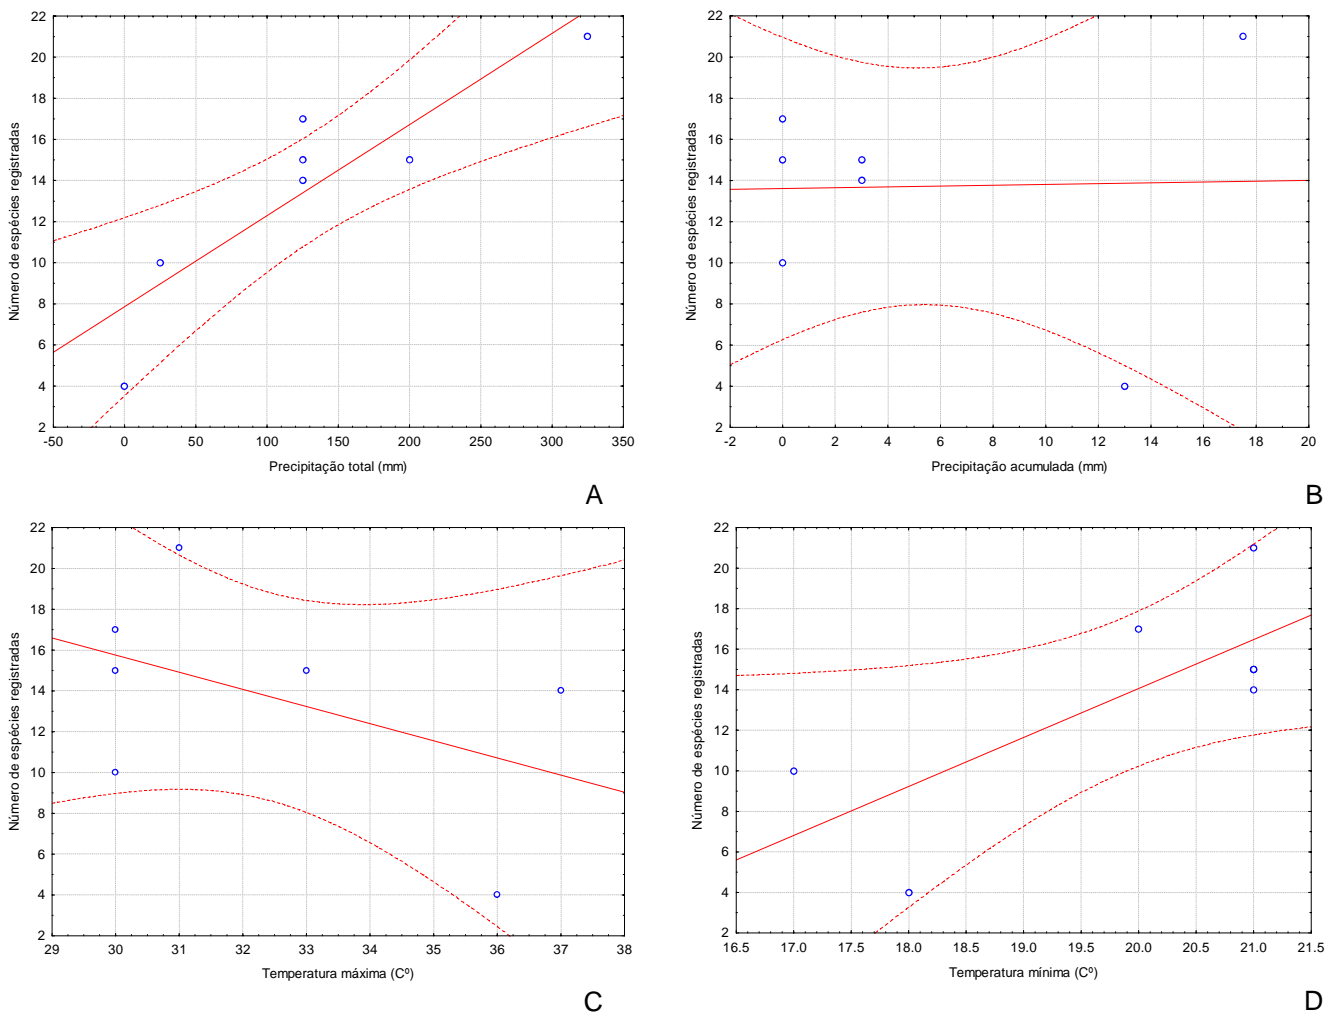 22
20
18
16
14
12
10
8
6
4
2
Número de espécies registradas
-50 0 50 100 150 200 250 300 350
Precipitação total (mm)
A
22
20
18
16
14
12
10
8
6
4
2
Número de espécies registradas
-2 0 2 4 6 8 10 12 14 16 18 20
Precipitação acumulada (mm)
B
22
20
18
16
14
12
10
8
6
4
2
Número de espécies registradas
29 30 31 32 33 34 35 36 37 38
Temperatura máxima (Cº)
C
22
20
18
16
14
12
10
8
6
4
2
Número de espécies registradas
16.5 17.0 17.5 18.0 18.5 19.0 19.5 20.0 20.5 21.0 21.5
Temperatura mínima (Cº)
D